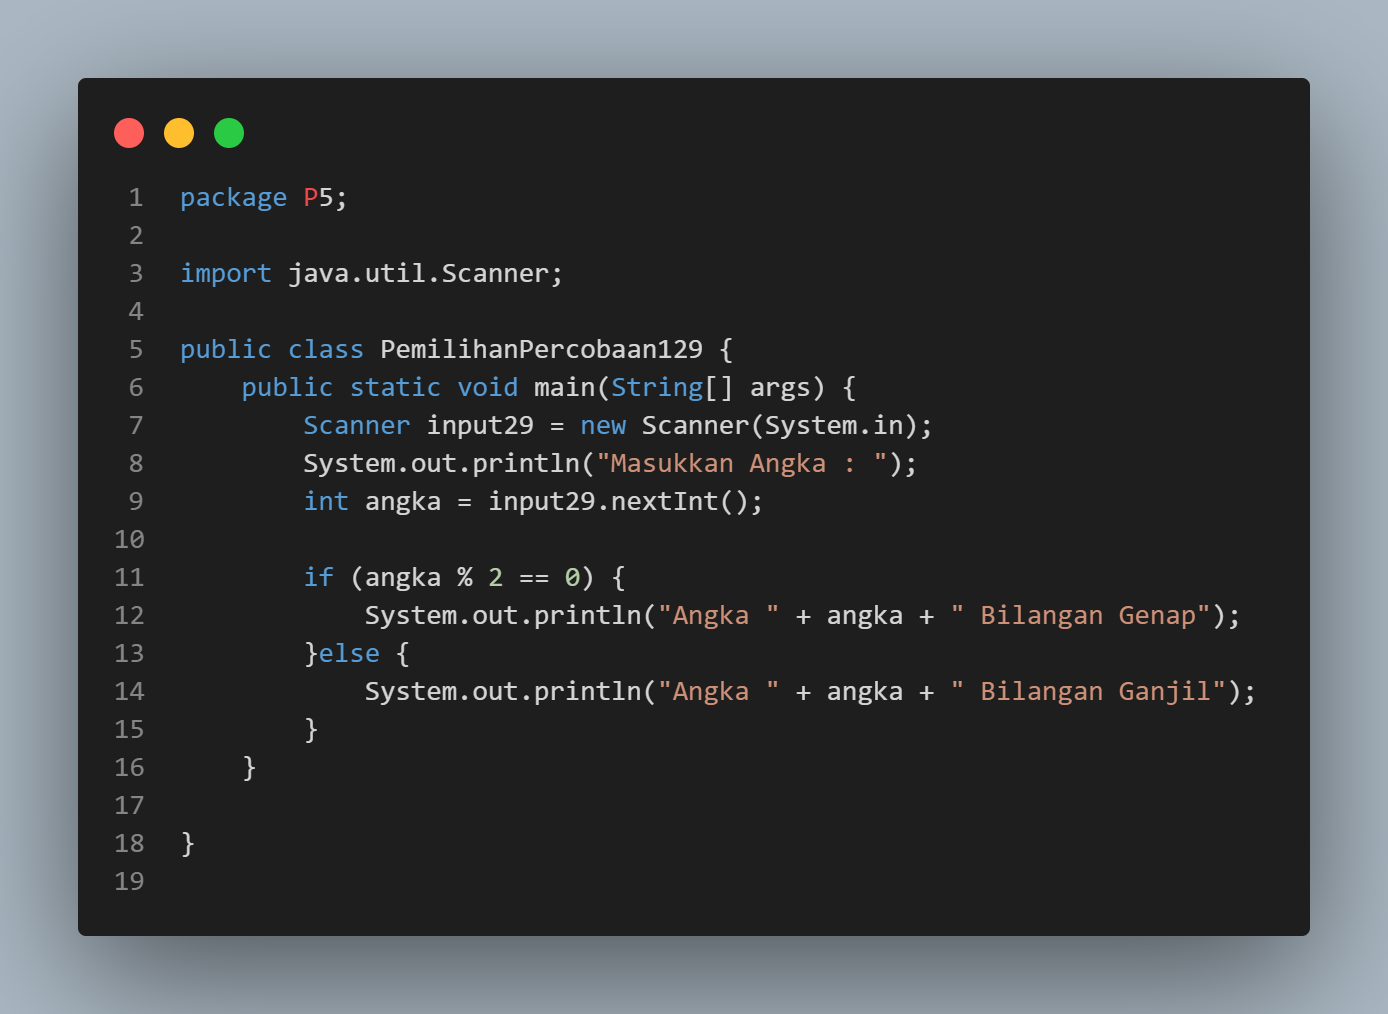 1 package P5;
2
3 import java.util.Scanner;
4
5 public class PemilihanPercobaan129 {
6     public static void main(String[] args) {
7         Scanner input29 = new Scanner(System.in);
8         System.out.println("Masukkan Angka : ");
9         int angka = input29.nextInt();
10
11         if (angka % 2 == 0) {
12             System.out.println("Angka " + angka + " Bilangan Genap");
13         }else {
14             System.out.println("Angka " + angka + " Bilangan Ganjil");
15         }
16     }
17
18 }
19